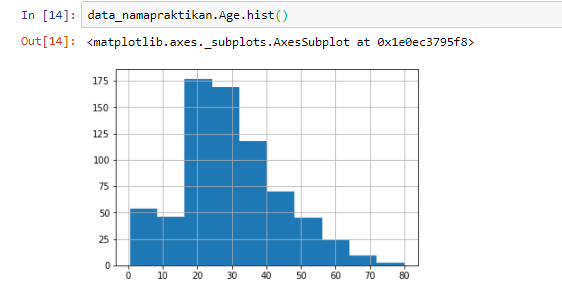 In [14]: data_namapraktikan.Age.hist()
Out[14]: <matplotlib.axes._subplots.AxesSubplot at 0x1e0ec3795f8>
175
150
125
100
75
50
25
0
0 10 20 30 40 50 60 70 80